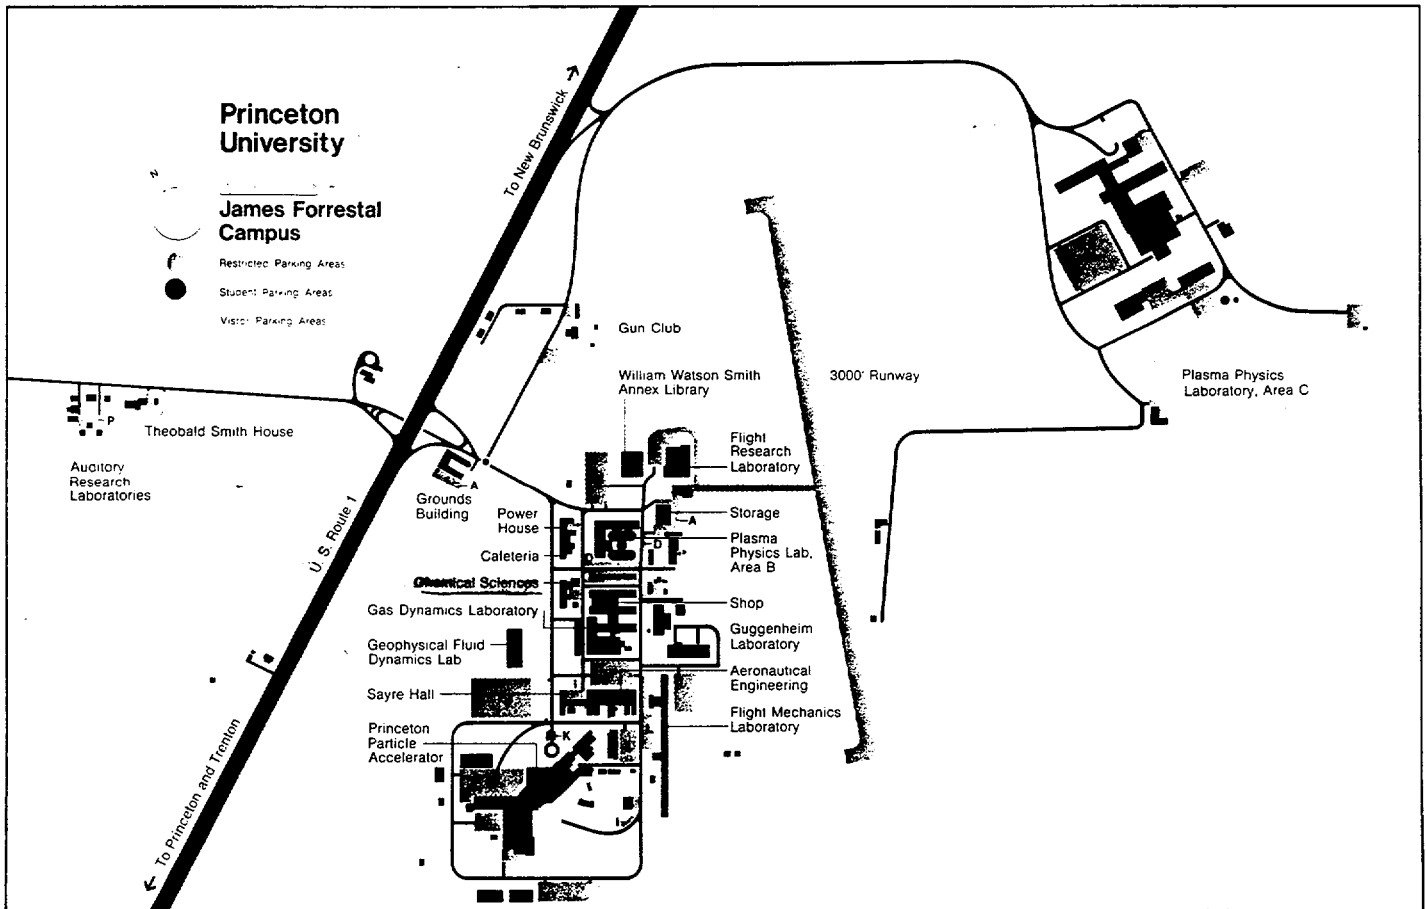 Princeton
University
N
James Forrestal
Campus
Restricted Parking Areas
Student Parking Areas
Visitor Parking Areas
To New Brunswick
Gun Club
William Watson Smith
Annex Library
3000' Runway
Plasma Physics
Laboratory, Area C
P
Theobald Smith House
Auditory
Research
Laboratories
Flight
Research
Laboratory
A
Grounds
Building
U.S. Route 1
Power
House
Storage
A
Cafeteria
D
Plasma
Physics Lab,
Area B
Chemical Sciences
Shop
Gas Dynamics Laboratory
Guggenheim
Laboratory
Geophysical Fluid
Dynamics Lab
Aeronautical
Engineering
Sayre Hall
Flight Mechanics
Laboratory
Princeton
Particle
Accelerator
K
To Princeton and Trenton